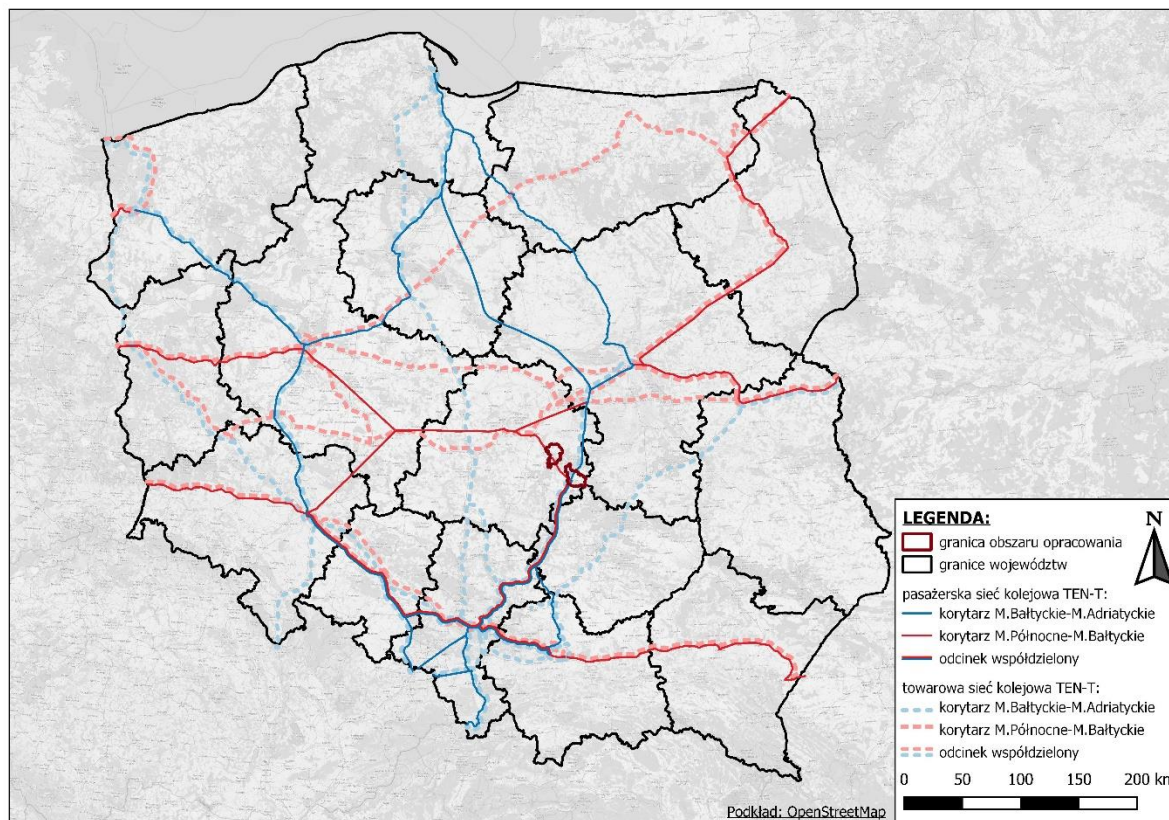 LEGENDA:
N
granica obszaru opracowania
granice województw
pasażerska sieć kolejowa TEN-T:
korytarz M.Bałtyckie-M.Adriatyckie
korytarz M.Północne-M.Bałtyckie
odcinek współdzielony
towarowa sieć kolejowa TEN-T:
korytarz M.Bałtyckie-M.Adriatyckie
korytarz M.Północne-M.Bałtyckie
odcinek współdzielony
0 50 100 150 200 km
Podkład: OpenStreetMap